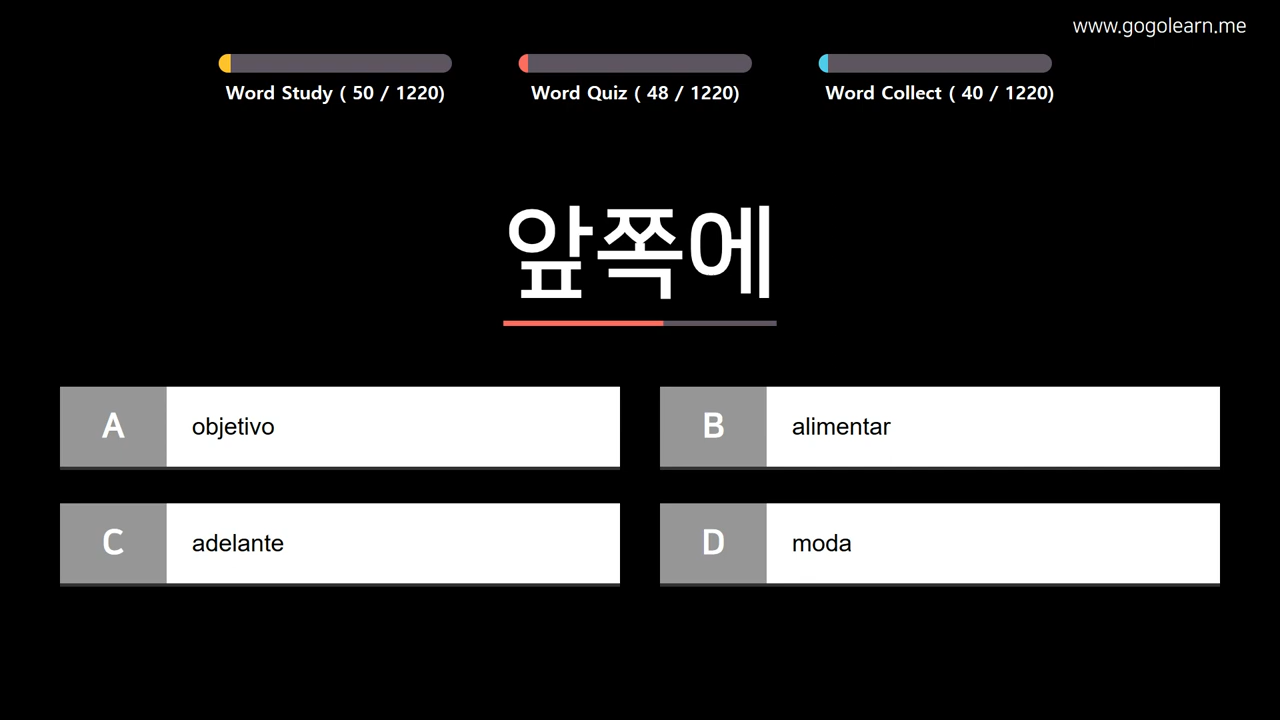 www.gogolearn.me
Word Study ( 50 / 1220)
Word Quiz ( 48 / 1220)
Word Collect ( 40 / 1220)
앞쪽에
A objetivo
B alimentar
C adelante
D moda